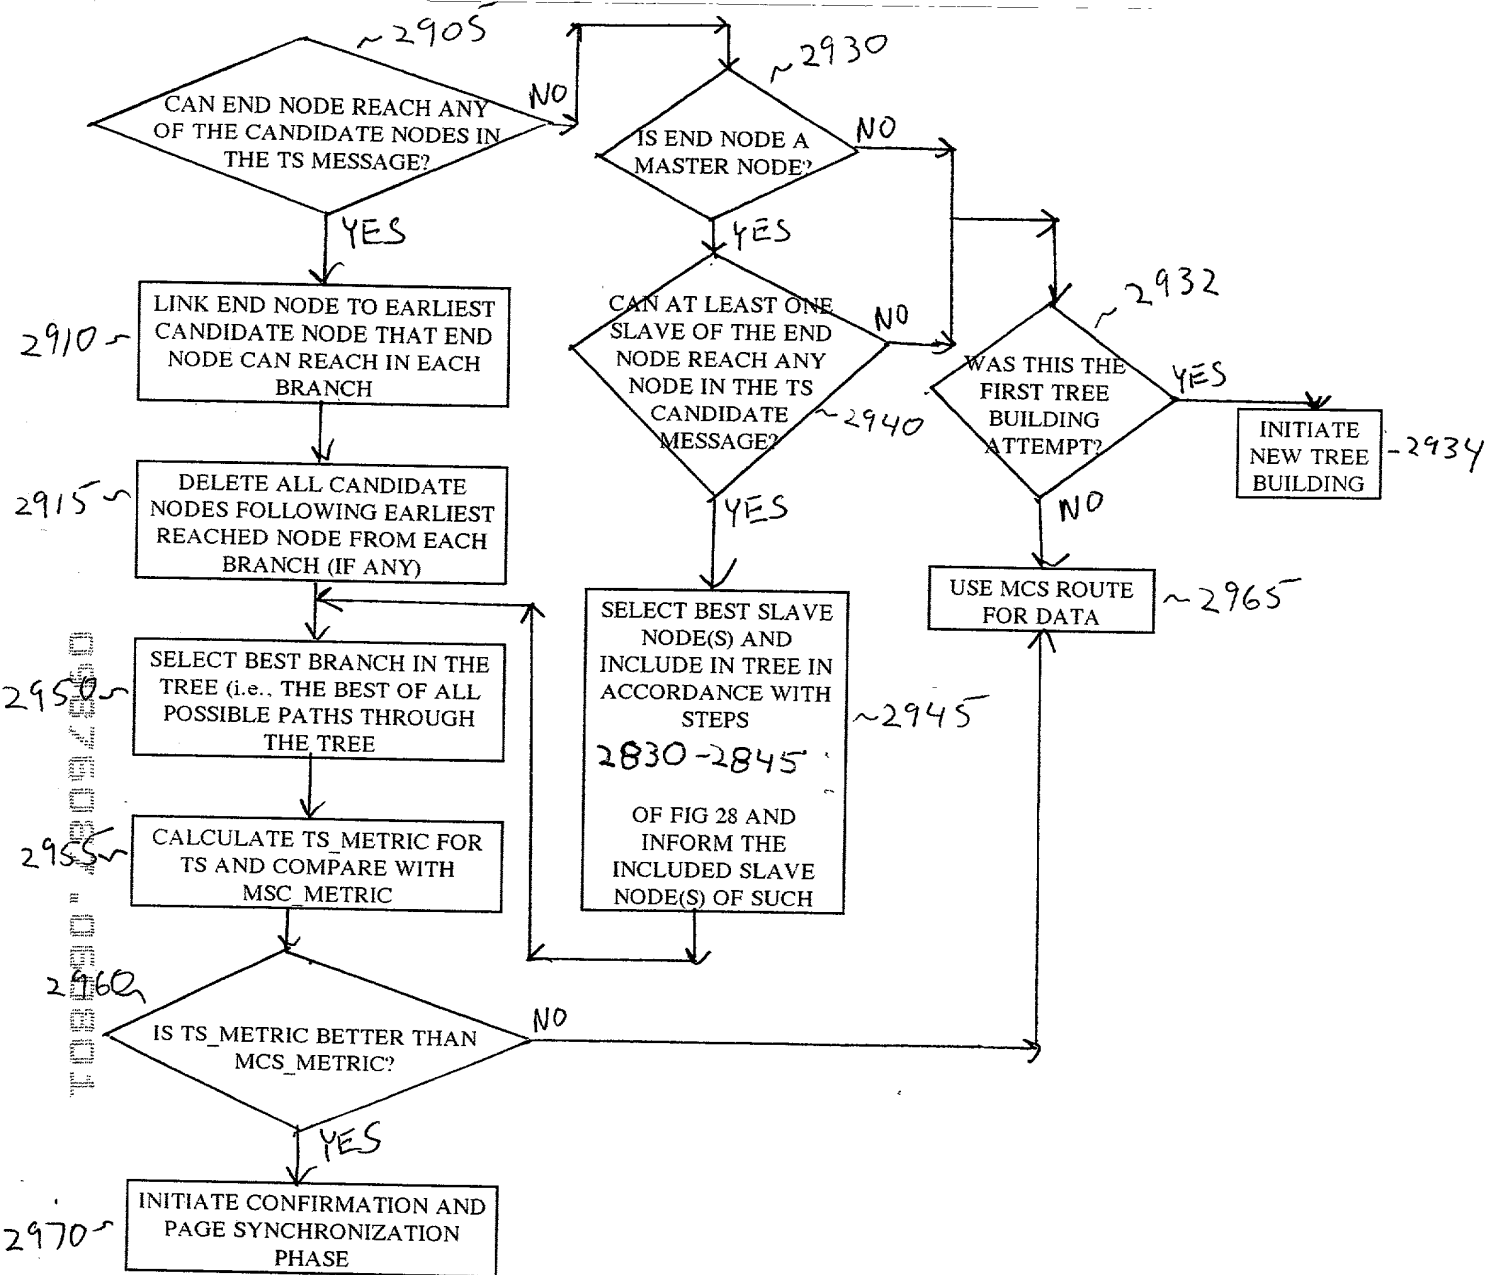 ~2905
CAN END NODE REACH ANY
OF THE CANDIDATE NODES IN
THE TS MESSAGE?
NO
YES
LINK END NODE TO EARLIEST
CANDIDATE NODE THAT END
NODE CAN REACH IN EACH
BRANCH
2910~
DELETE ALL CANDIDATE
NODES FOLLOWING EARLIEST
REACHED NODE FROM EACH
BRANCH (IF ANY)
2915~
SELECT BEST BRANCH IN THE
TREE (i.e., THE BEST OF ALL
POSSIBLE PATHS THROUGH
THE TREE
2950~
CALCULATE TS_METRIC FOR
TS AND COMPARE WITH
MSC_METRIC
2955~
2960~
IS TS_METRIC BETTER THAN
MCS_METRIC?
NO
YES
INITIATE CONFIRMATION AND
PAGE SYNCHRONIZATION
PHASE
2970~
~2930
IS END NODE A
MASTER NODE?
NO
YES
CAN AT LEAST ONE
SLAVE OF THE END
NODE REACH ANY
NODE IN THE TS
CANDIDATE
MESSAGE?
~2940
NO
YES
SELECT BEST SLAVE
NODE(S) AND
INCLUDE IN TREE IN
ACCORDANCE WITH
STEPS
2830-2845
OF FIG 28 AND
INFORM THE
INCLUDED SLAVE
NODE(S) OF SUCH
~2945
~2932
WAS THIS THE
FIRST TREE
BUILDING
ATTEMPT?
YES
INITIATE
NEW TREE
BUILDING
-2934
NO
USE MCS ROUTE
FOR DATA
~2965